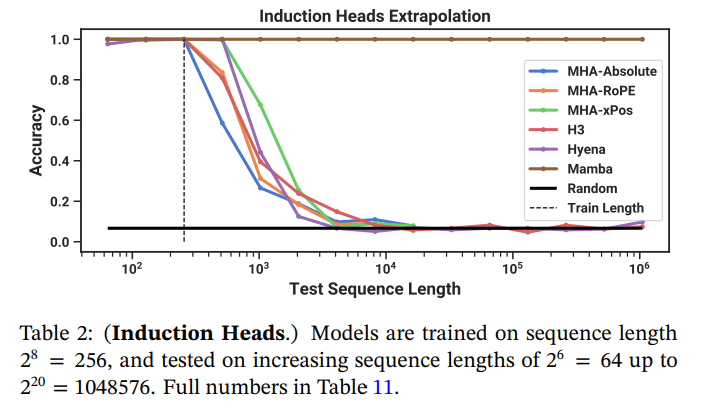 Induction Heads Extrapolation
1.0
0.8
0.6
0.4
0.2
0.0
Accuracy
MHA-Absolute
MHA-RoPE
MHA-xPos
H3
Hyena
Mamba
Random
Train Length
10² 10³ 10⁴ 10⁵ 10⁶
Test Sequence Length
Table 2: (Induction Heads.) Models are trained on sequence length
2⁸ = 256, and tested on increasing sequence lengths of 2⁶ = 64 up to
2²⁰ = 1048576. Full numbers in Table 11.